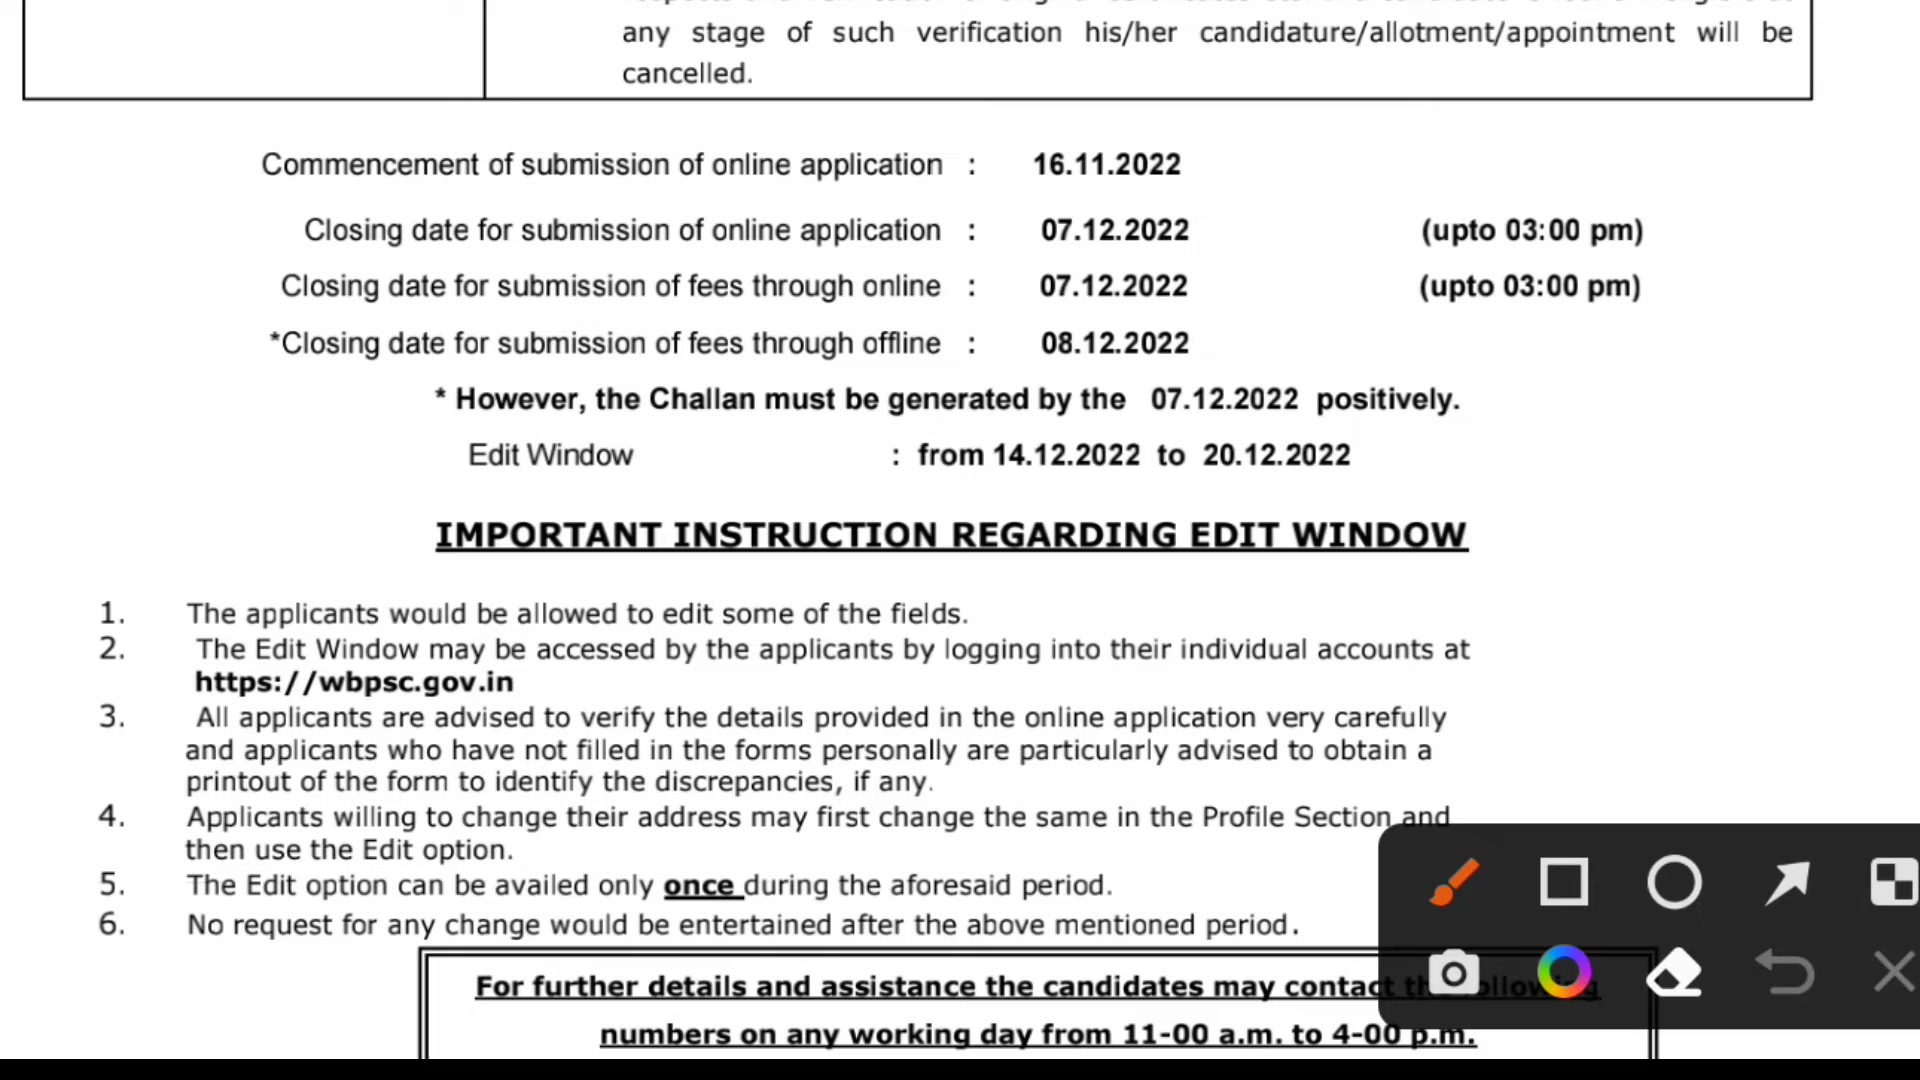 any stage of such verification his/her candidature/allotment/appointment will be
cancelled.
Commencement of submission of online application : 16.11.2022
Closing date for submission of online application : 07.12.2022 (upto 03:00 pm)
Closing date for submission of fees through online : 07.12.2022 (upto 03:00 pm)
*Closing date for submission of fees through offline : 08.12.2022
* However, the Challan must be generated by the 07.12.2022 positively.
Edit Window : from 14.12.2022 to 20.12.2022
IMPORTANT INSTRUCTION REGARDING EDIT WINDOW
1. The applicants would be allowed to edit some of the fields.
2. The Edit Window may be accessed by the applicants by logging into their individual accounts at
https://wbpsc.gov.in
3. All applicants are advised to verify the details provided in the online application very carefully
and applicants who have not filled in the forms personally are particularly advised to obtain a
printout of the form to identify the discrepancies, if any.
4. Applicants willing to change their address may first change the same in the Profile Section and
then use the Edit option.
5. The Edit option can be availed only once during the aforesaid period.
6. No request for any change would be entertained after the above mentioned period.
For further details and assistance the candidates may contact
numbers on any working day from 11-00 a.m. to 4-00 p.m.